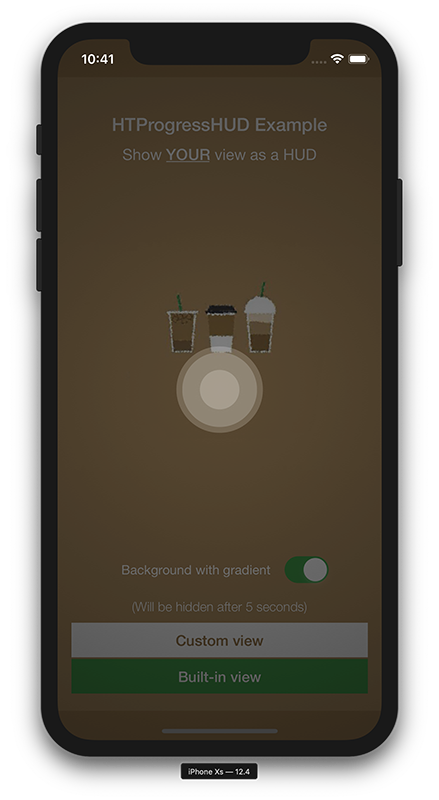 10:41
HTProgressHUD Example
Show YOUR view as a HUD
Background with gradient
(Will be hidden after 5 seconds)
Custom view
Built-in view
iPhone Xs — 12.4